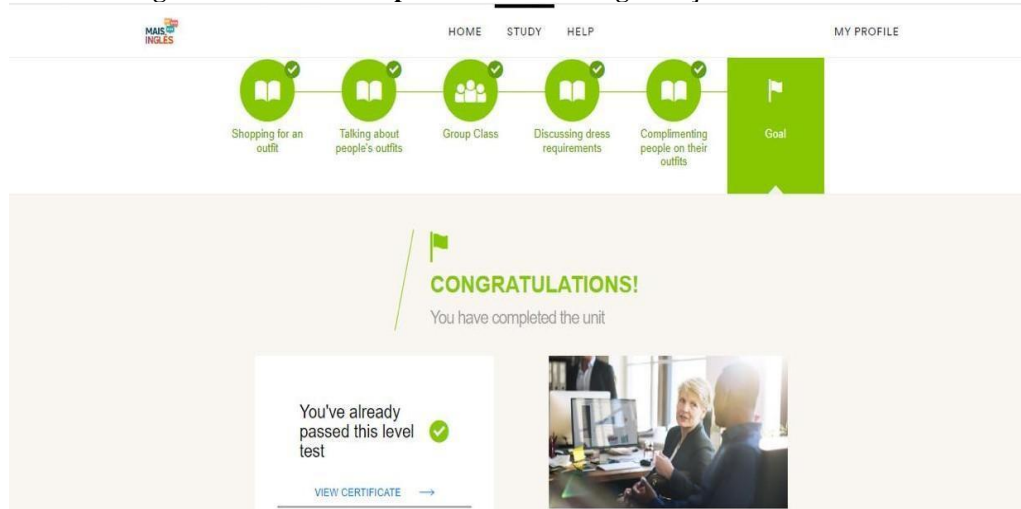 MAIS
INGLÊS
HOME STUDY HELP
MY PROFILE
Shopping for an
outfit
Talking about
people's outfits
Group Class
Discussing dress
requirements
Complimenting
people on their
outfits
Goal
CONGRATULATIONS!
You have completed the unit
You've already
passed this level
test
VIEW CERTIFICATE